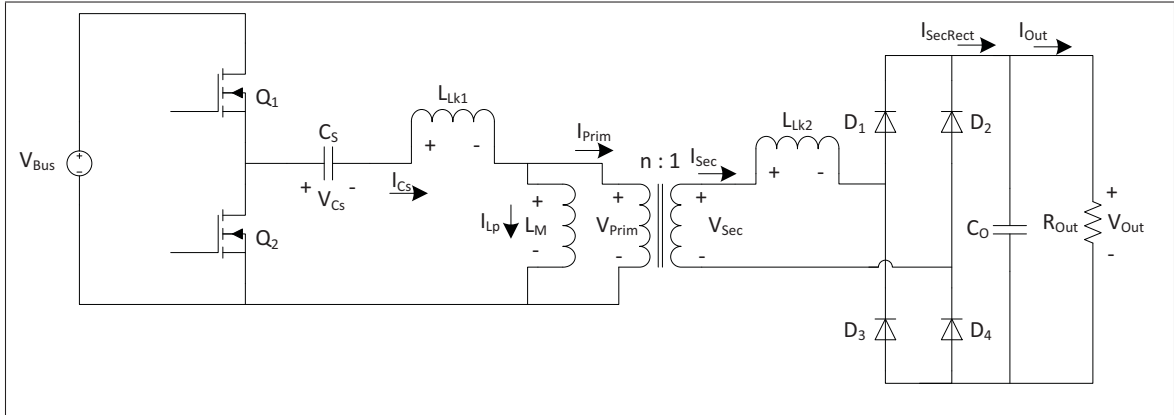 I_SecRect
I_Out
Q₁
L_Lk1
C_S
I_Prim
n : 1
I_Sec
L_Lk2
D₁
D₂
V_Bus
+
-
+ -
+ V_Cs -
I_Cs
+ -
Q₂
I_Lp
+
L_M
-
+
V_Prim
-
+
V_Sec
-
C_O
R_Out
+
V_Out
-
D₃
D₄